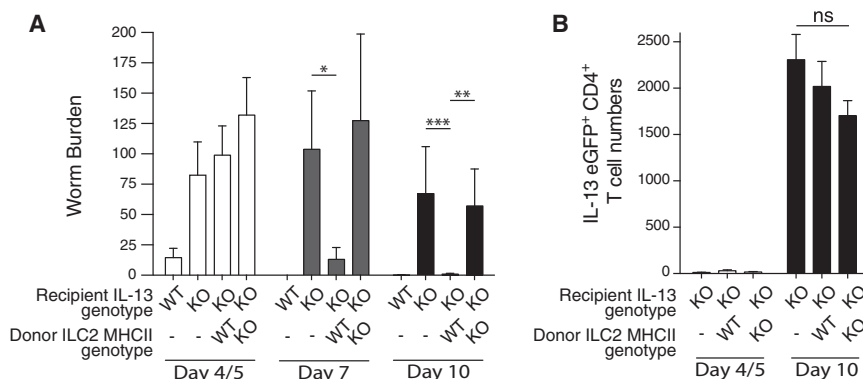 A
Worm Burden
200
175
150
125
100
75
50
25
0
*
**
***
Recipient IL-13 genotype
WT KO KO KO WT KO KO KO WT KO KO KO
Donor ILC2 MHCII genotype
- - WT KO - - WT KO - - WT KO
Day 4/5 Day 7 Day 10
B
IL-13 eGFP+ CD4+
T cell numbers
2500
2000
1500
1000
500
0
ns
Recipient IL-13 genotype
KO KO KO KO KO KO
Donor ILC2 MHCII genotype
- WT KO - WT KO
Day 4/5 Day 10